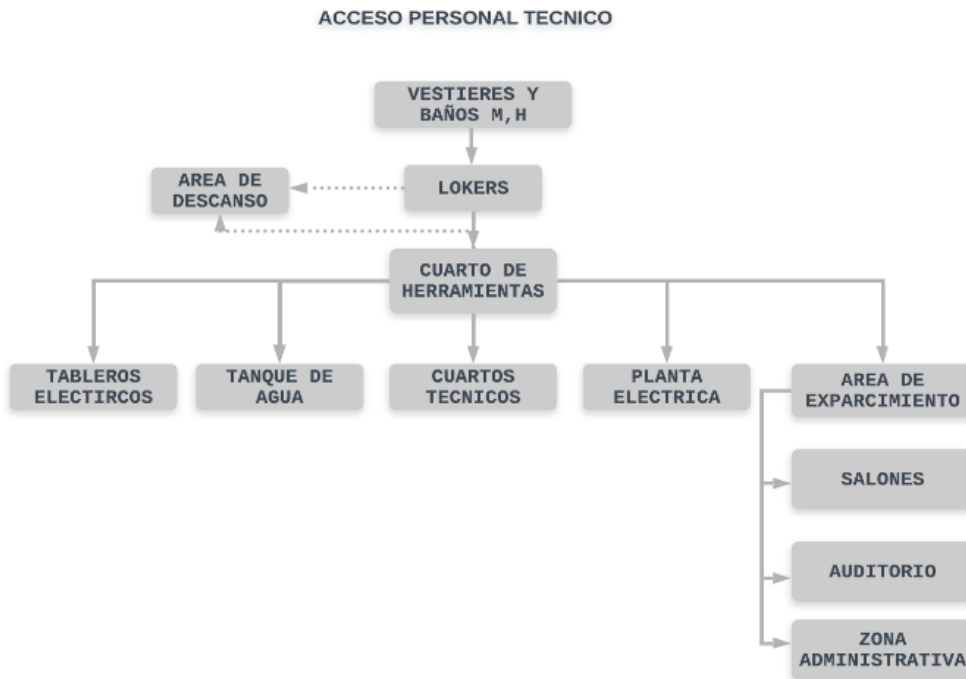 ACCESO PERSONAL TECNICO
VESTIERES Y
BAÑOS M,H
AREA DE
DESCANSO
LOKERS
CUARTO DE
HERRAMIENTAS
TABLEROS
ELECTIRCOS
TANQUE DE
AGUA
CUARTOS
TECNICOS
PLANTA
ELECTRICA
AREA DE
EXPARCIMIENTO
SALONES
AUDITORIO
ZONA
ADMINISTRATIVA